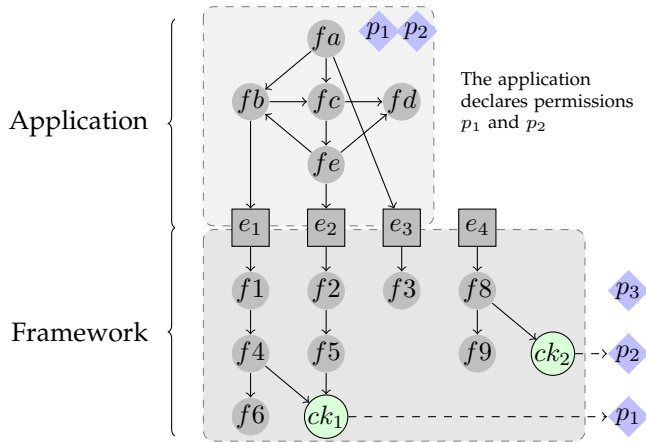 fa p₁ p₂
fb fc fd
The application
declares permissions
p₁ and p₂
Application
fe
e₁ e₂ e₃ e₄
f1 f2 f3 f8 p₃
Framework
f4 f5 f9 ck₂ p₂
f6 ck₁ p₁